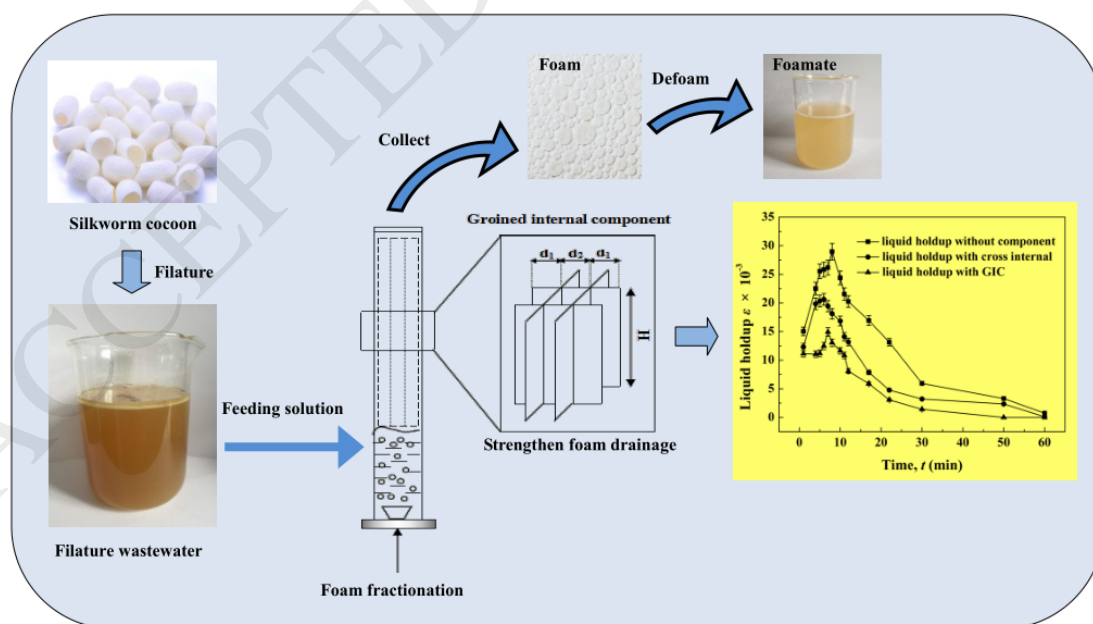 ACCEPTED
Silkworm cocoon
Filature
Filature wastewater
Feeding solution
Foam fractionation
Collect
Foam
Defoam
Foamate
Groined internal component
d1 d2 d1
H
Strengthen foam drainage
liquid holdup without component
liquid holdup with cross internal
liquid holdup with GIC
Liquid holdup ε × 10⁻³
35
30
25
20
15
10
5
0
0 10 20 30 40 50 60
Time, t (min)